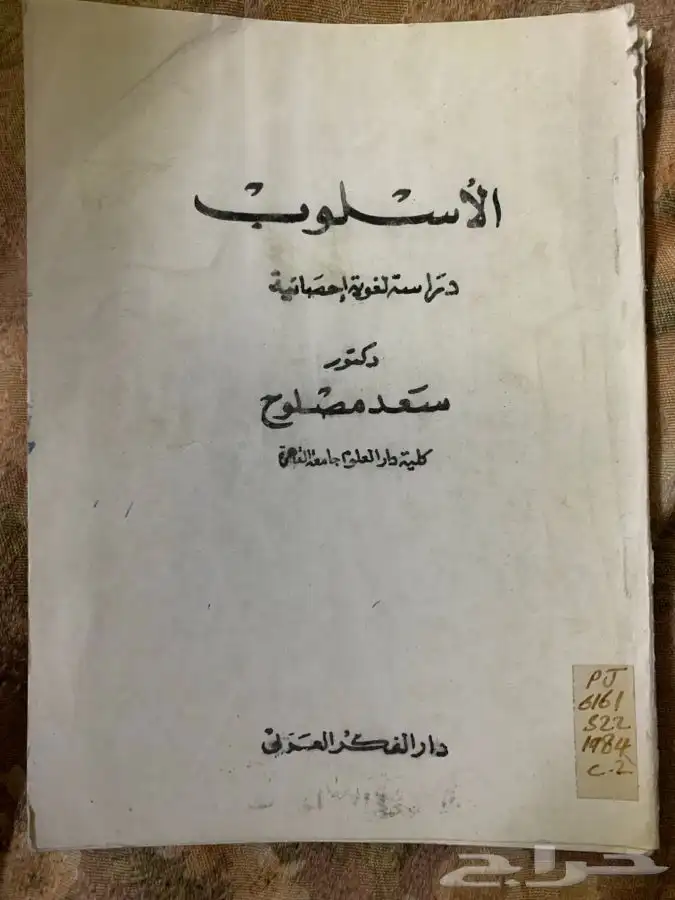 الأسلوب
دراسة لغوية إحصائية
دكتور
سعد مصلوح
كلية دار العلوم جامعة القاهرة
دار الفكر العربي
PJ
6161
S22
1984
c.2
حراج